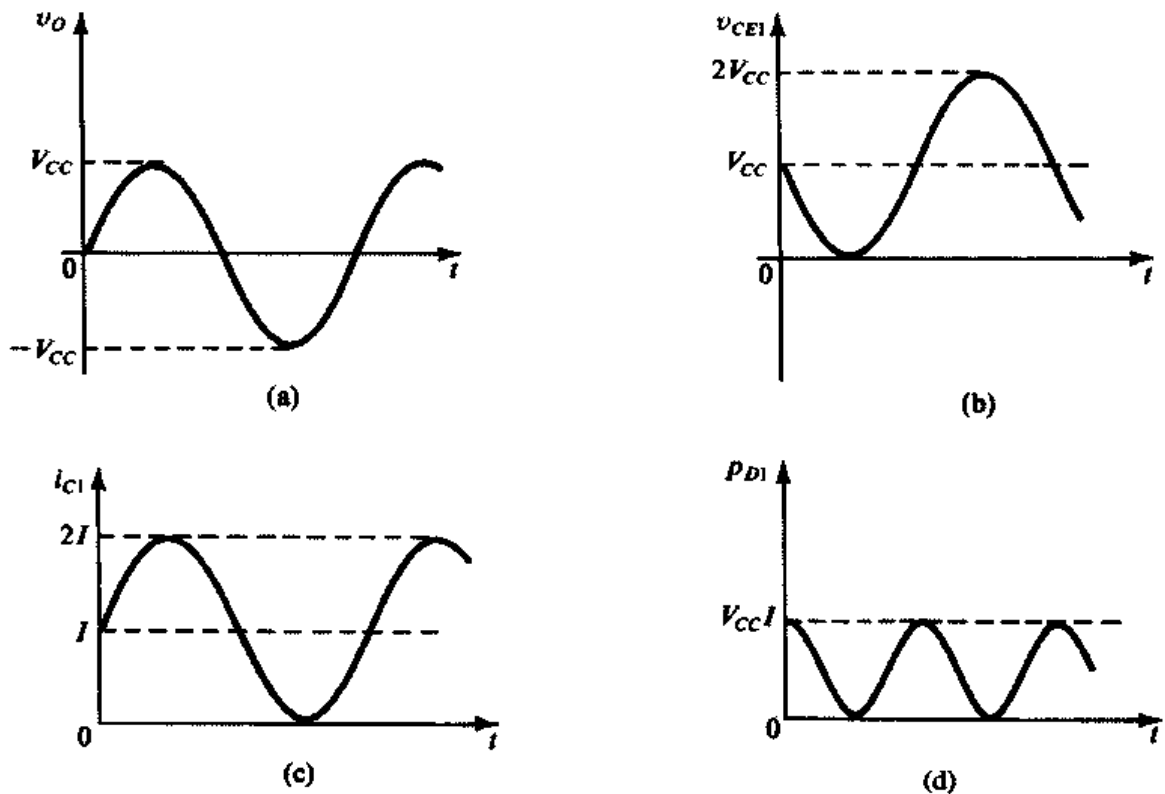 v_O
V_CC
0
t
−V_CC
(a)
v_CE1
2V_CC
V_CC
0
t
(b)
i_C1
2I
I
0
t
(c)
p_D1
V_CC I
0
t
(d)